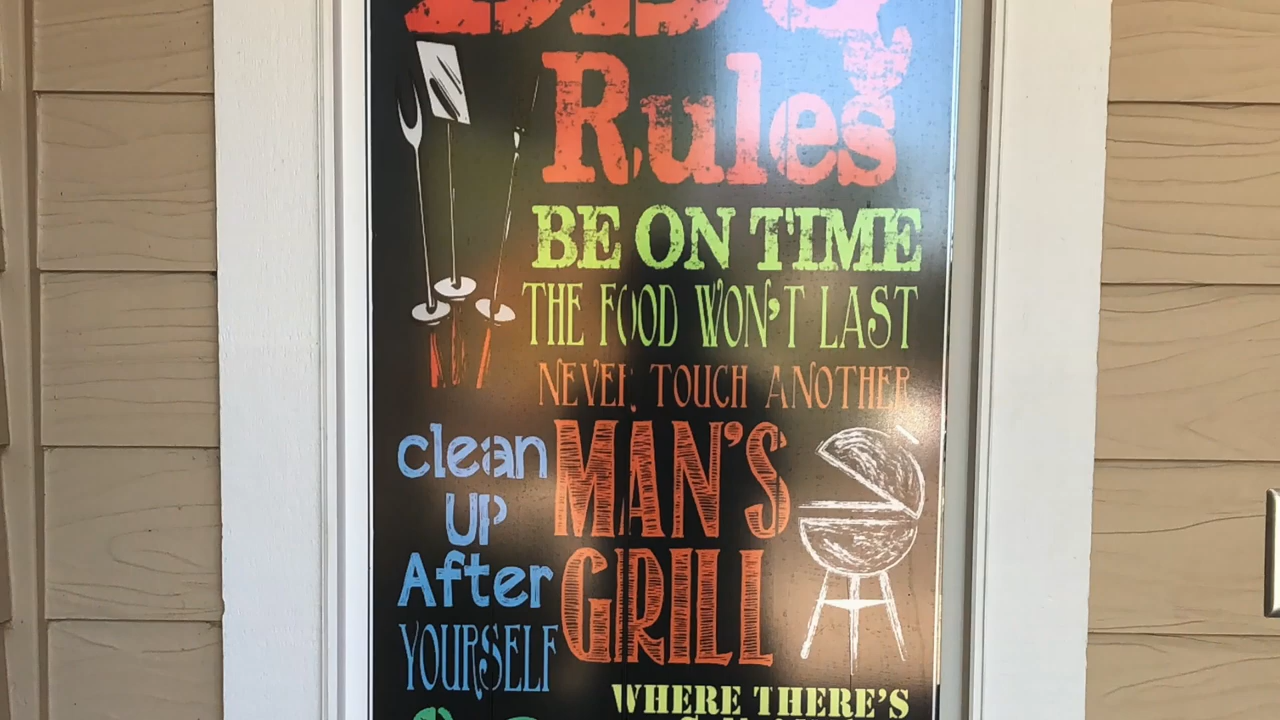 BBQ
Rules
BE ON TIME
THE FOOD WON'T LAST
NEVER TOUCH ANOTHER
MAN'S
GRILL
clean
UP
After
YOURSELF
WHERE THERE'S